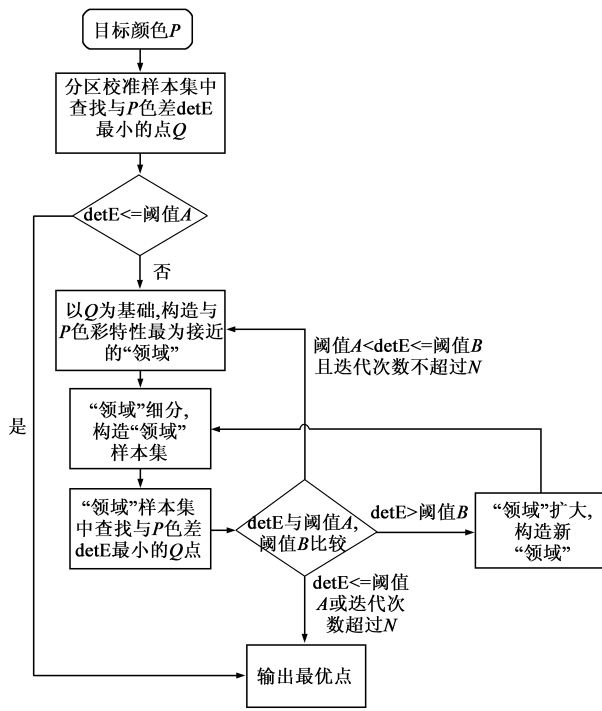 目标颜色P
分区校准样本集中
查找与P色差detE
最小的点Q
detE<=阈值A
否
以Q为基础,构造与
P色彩特性最为接近
的“领域”
阈值A<detE<=阈值B
且迭代次数不超过N
是
“领域”细分,
构造“领域”
样本集
“领域”样本集
中查找与P色差
detE最小的Q点
detE与阈值A,
阈值B比较
detE>阈值B
“领域”扩大,
构造新
“领域”
detE<=阈值
A或迭代次
数超过N
输出最优点